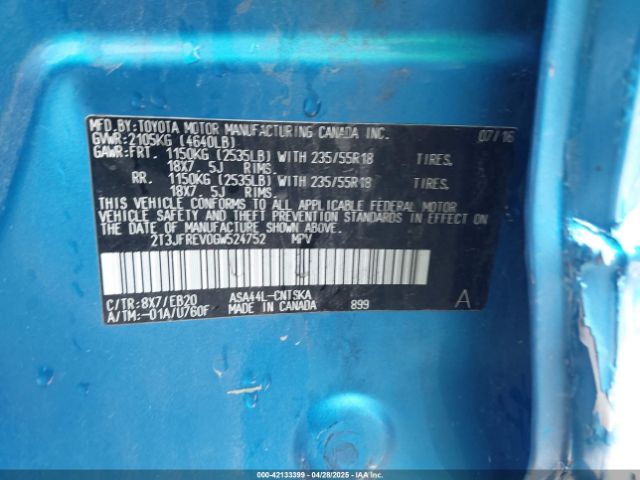 MFD.BY:TOYOTA MOTOR MANUFACTURING CANADA INC. 07/16
GVWR:2105KG (4640LB)
GAWR:FRT. 1150KG (2535LB) WITH 235/55R18 TIRES.
18X7.5J RIMS.
RR. 1150KG (2535LB) WITH 235/55R18 TIRES.
18X7.5J RIMS.
THIS VEHICLE CONFORMS TO ALL APPLICABLE FEDERAL MOTOR
VEHICLE SAFETY AND THEFT PREVENTION STANDARDS IN EFFECT ON
THE DATE OF MANUFACTURE SHOWN ABOVE.
2T3JFREV0GW524752 MPV
C/TR:8X7/EB20 ASA44L-CNTSKA
A/TM:-01A/U760F MADE IN CANADA 899 A
000-42133399 04/28/2025 IAAI.COM